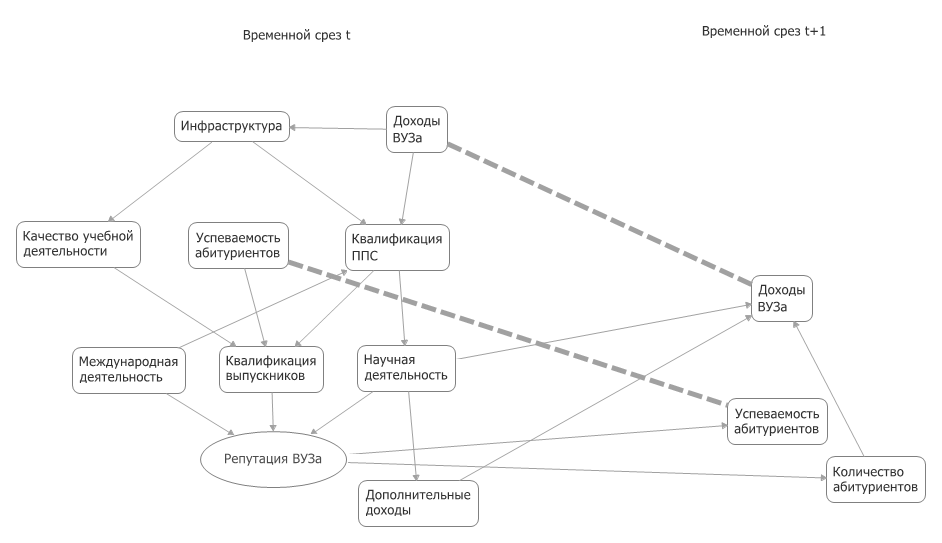 Временной срез t
Временной срез t+1
Инфраструктура
Доходы
ВУЗа
Качество учебной
деятельности
Успеваемость
абитуриентов
Квалификация
ППС
Доходы
ВУЗа
Международная
деятельность
Квалификация
выпускников
Научная
деятельность
Успеваемость
абитуриентов
Репутация ВУЗа
Количество
абитуриентов
Дополнительные
доходы